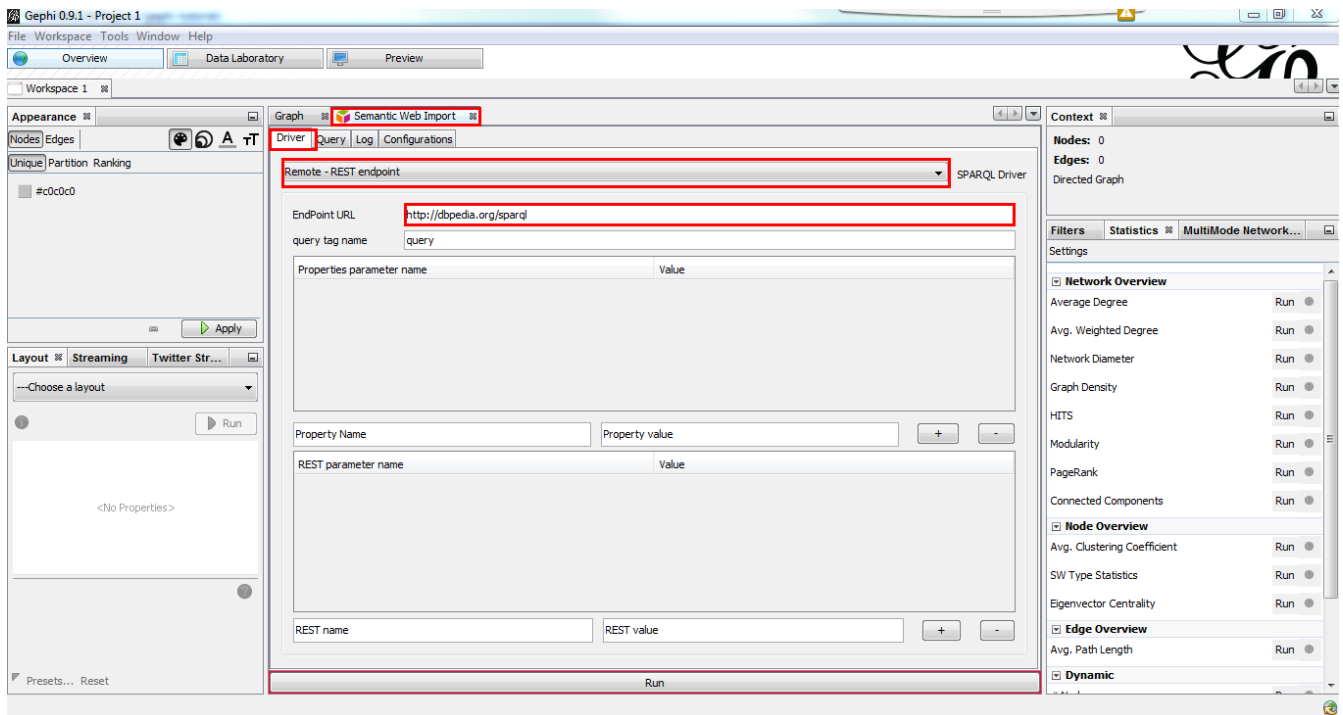 Gephi 0.9.1 - Project 1
File Workspace Tools Window Help
Overview Data Laboratory Preview
Workspace 1
Appearance
Nodes Edges
Unique Partition Ranking
#c0c0c0
Apply
Layout Streaming Twitter Str...
---Choose a layout
Run
<No Properties>
Presets... Reset
Graph Semantic Web Import
Driver Query Log Configurations
Remote - REST endpoint SPARQL Driver
EndPoint URL http://dbpedia.org/sparql
query tag name query
Properties parameter name Value
Property Name Property value + -
REST parameter name Value
REST name REST value + -
Run
Context
Nodes: 0
Edges: 0
Directed Graph
Filters Statistics MultiMode Network...
Settings
Network Overview
Average Degree Run
Avg. Weighted Degree Run
Network Diameter Run
Graph Density Run
HITS Run
Modularity Run
PageRank Run
Connected Components Run
Node Overview
Avg. Clustering Coefficient Run
SW Type Statistics Run
Eigenvector Centrality Run
Edge Overview
Avg. Path Length Run
Dynamic